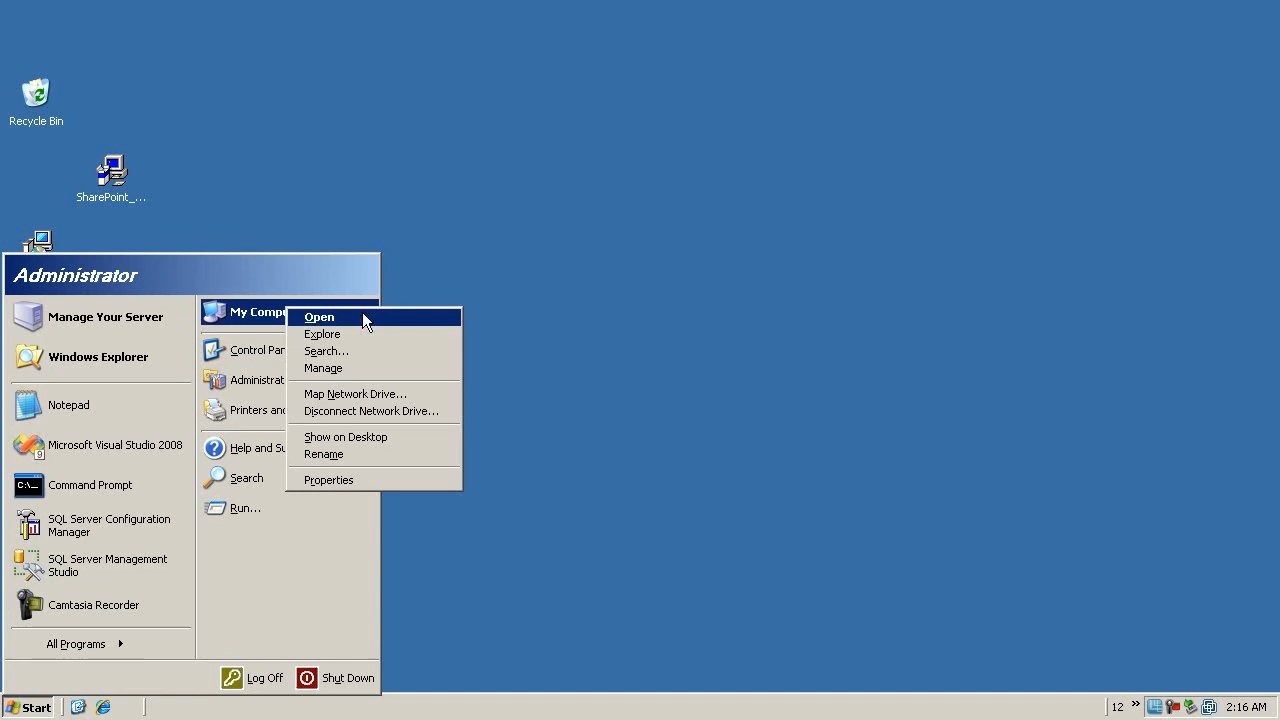 Recycle Bin
SharePoint_...
Administrator
Manage Your Server
Windows Explorer
Notepad
Microsoft Visual Studio 2008
9
Command Prompt
C:\_
SQL Server Configuration
Manager
SQL Server Management
Studio
Camtasia Recorder
All Programs
My Compu
Control Pan
Administrat
Printers and
Help and Su
Search
Run...
Open
Explore
Search...
Manage
Map Network Drive...
Disconnect Network Drive...
Show on Desktop
Rename
Properties
Log Off
Shut Down
Start
12
2:16 AM